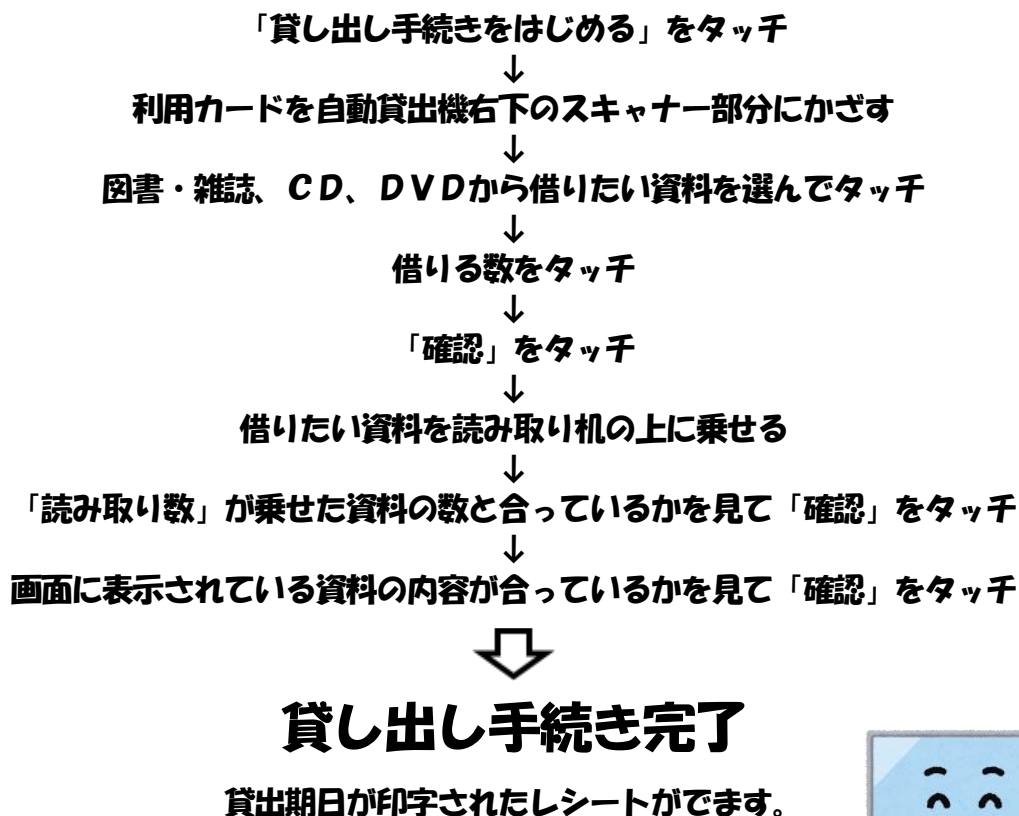 「貸し出し手続きをはじめる」をタッチ
↓
利用カードを自動貸出機右下のスキャナー部分にかざす
↓
図書・雑誌、ＣＤ、ＤＶＤから借りたい資料を選んでタッチ
↓
借りる数をタッチ
↓
「確認」をタッチ
↓
借りたい資料を読み取り机の上に乗せる
↓
「読み取り数」が乗せた資料の数と合っているかを見て「確認」をタッチ
↓
画面に表示されている資料の内容が合っているかを見て「確認」をタッチ
貸し出し手続き完了
貸出期日が印字されたレシートがでます。